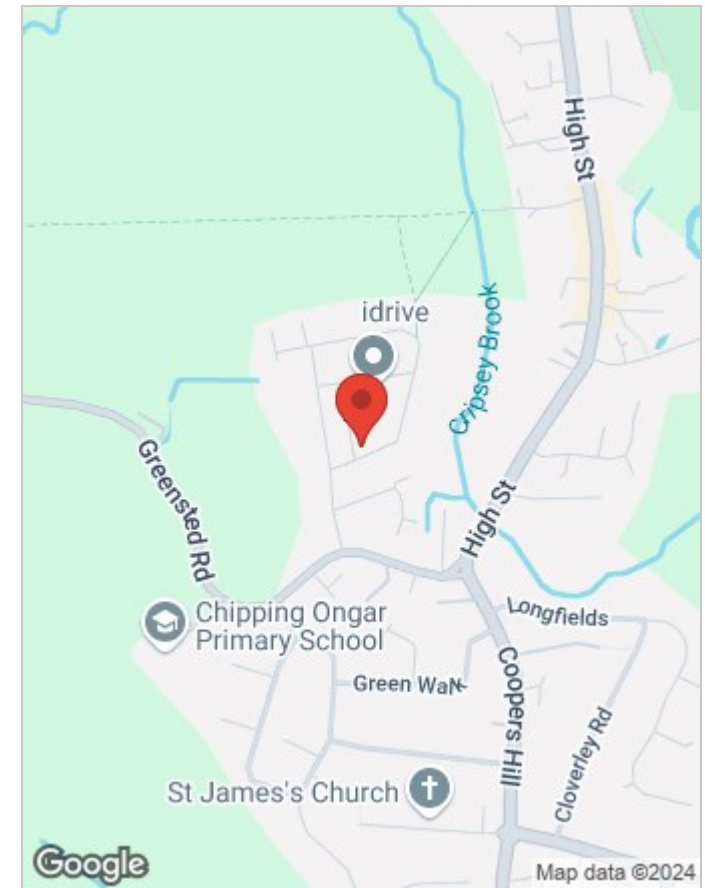 High St
idrive
Cripsey Brook
Greensted Rd
High St
Chipping Ongar
Primary School
Longfields
Green Walk
Coopers Hill
Cloverley Rd
St James's Church
Google
Map data ©2024